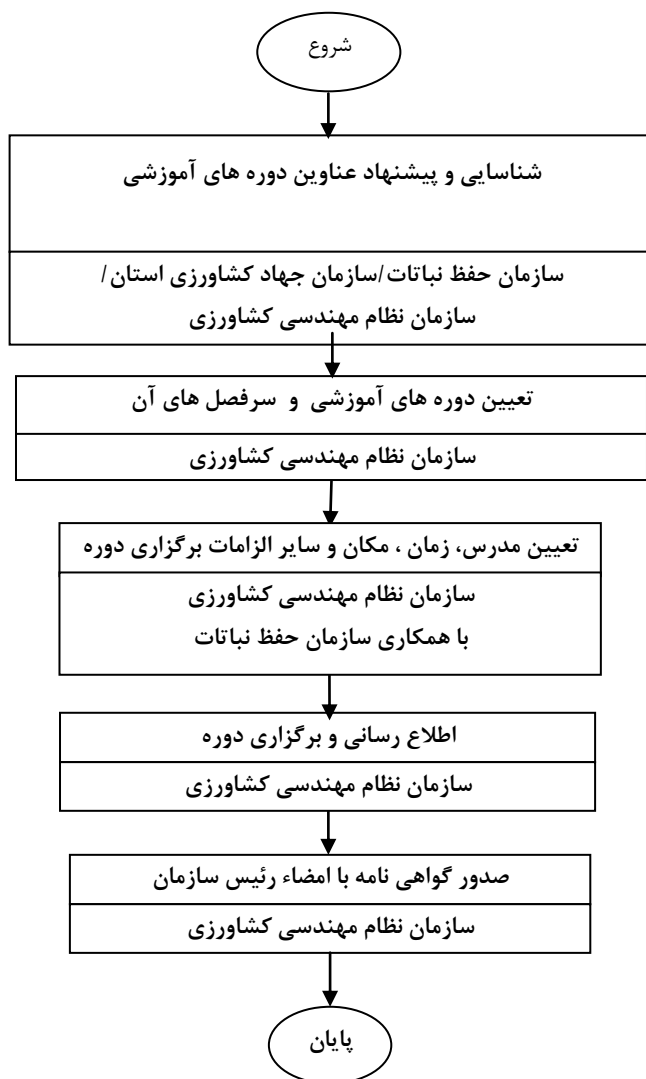 شروع
شناسایی و پیشنهاد عناوین دوره های آموزشی
سازمان حفظ نباتات/سازمان جهاد کشاورزی استان/
سازمان نظام مهندسی کشاورزی
تعیین دوره های آموزشی و سرفصل های آن
سازمان نظام مهندسی کشاورزی
تعیین مدرس، زمان ، مکان و سایر الزامات برگزاری دوره
سازمان نظام مهندسی کشاورزی
با همکاری سازمان حفظ نباتات
اطلاع رسانی و برگزاری دوره
سازمان نظام مهندسی کشاورزی
صدور گواهی نامه با امضاء رئیس سازمان
سازمان نظام مهندسی کشاورزی
پایان